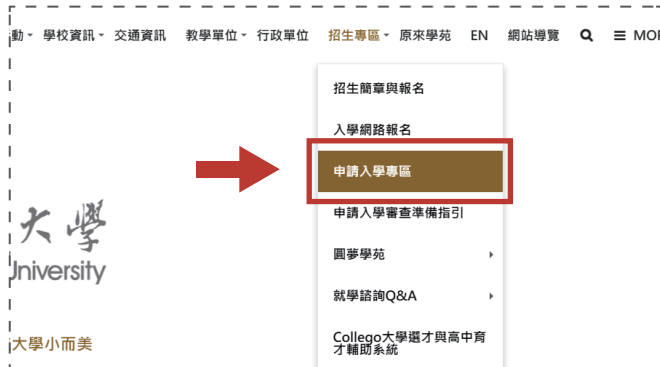 動 學校資訊 交通資訊 教學單位 行政單位 招生專區 原來學苑 EN 網站導覽 MOR
招生簡章與報名
入學網路報名
申請入學專區
申請入學審查準備指引
圓夢學苑
就學諮詢Q&A
Collego大學選才與高中育
才輔助系統
大學
University
大學小而美